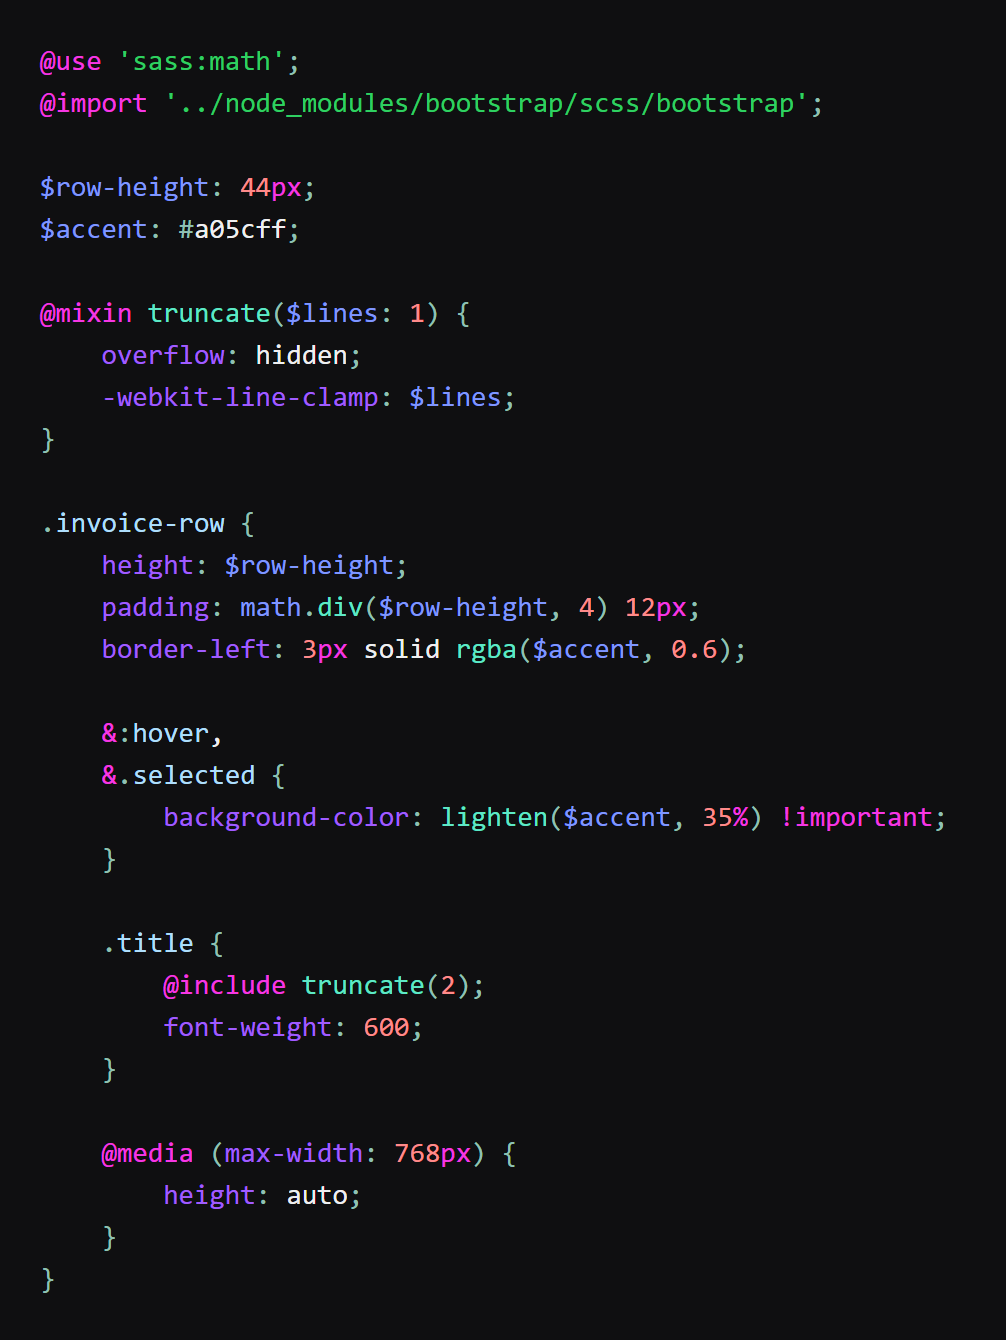 @use 'sass:math';
@import '../node_modules/bootstrap/scss/bootstrap';

$row-height: 44px;
$accent: #a05cff;

@mixin truncate($lines: 1) {
    overflow: hidden;
    -webkit-line-clamp: $lines;
}

.invoice-row {
    height: $row-height;
    padding: math.div($row-height, 4) 12px;
    border-left: 3px solid rgba($accent, 0.6);

    &:hover,
    &.selected {
        background-color: lighten($accent, 35%) !important;
    }

    .title {
        @include truncate(2);
        font-weight: 600;
    }

    @media (max-width: 768px) {
        height: auto;
    }
}